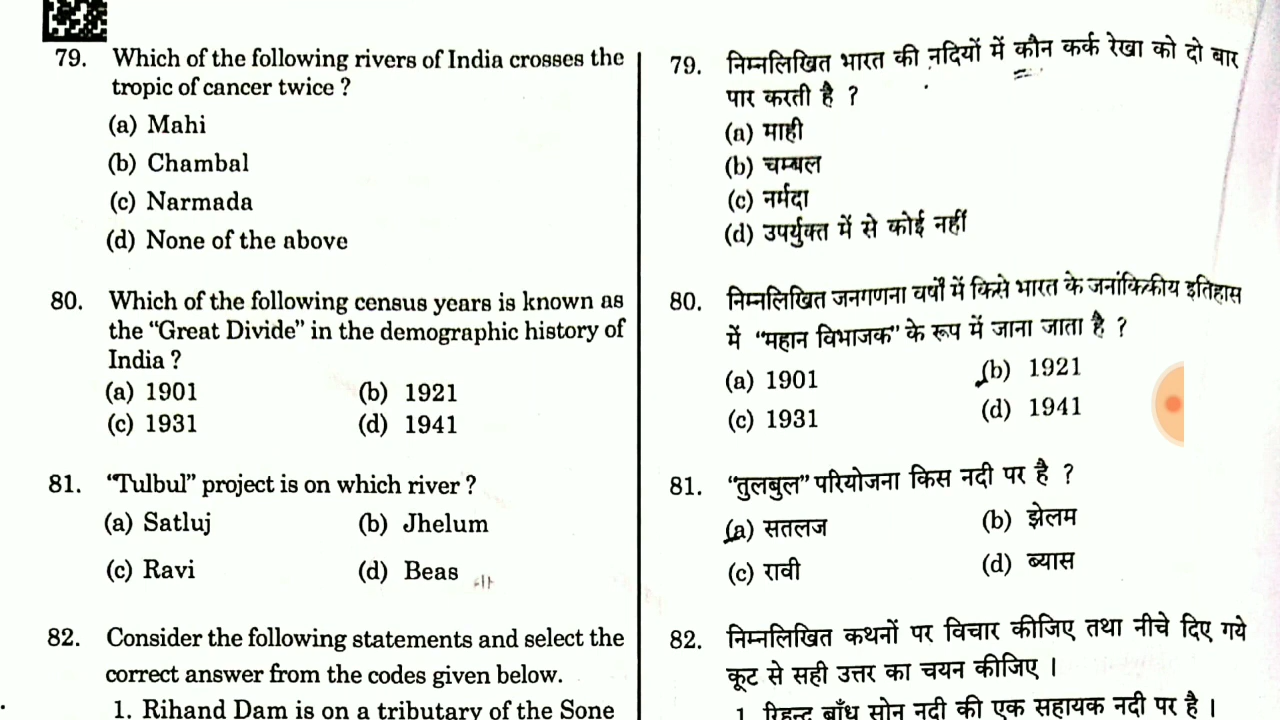 79. Which of the following rivers of India crosses the
tropic of cancer twice ?
(a) Mahi
(b) Chambal
(c) Narmada
(d) None of the above
80. Which of the following census years is known as
the “Great Divide” in the demographic history of
India ?
(a) 1901 (b) 1921
(c) 1931 (d) 1941
81. “Tulbul” project is on which river ?
(a) Satluj (b) Jhelum
(c) Ravi (d) Beas
82. Consider the following statements and select the
correct answer from the codes given below.
1. Rihand Dam is on a tributary of the Sone
79. निम्नलिखित भारत की नदियों में कौन कर्क रेखा को दो बार
पार करती है ?
(a) माही
(b) चम्बल
(c) नर्मदा
(d) उपर्युक्त में से कोई नहीं
80. निम्नलिखित जनगणना वर्षों में किसे भारत के जनांकिकीय इतिहास
में “महान विभाजक” के रूप में जाना जाता है ?
(a) 1901 (b) 1921
(c) 1931 (d) 1941
81. “तुलबुल” परियोजना किस नदी पर है ?
(a) सतलज (b) झेलम
(c) रावी (d) ब्यास
82. निम्नलिखित कथनों पर विचार कीजिए तथा नीचे दिए गये
कूट से सही उत्तर का चयन कीजिए ।
1. रिहन्द बाँध सोन नदी की एक सहायक नदी पर है ।